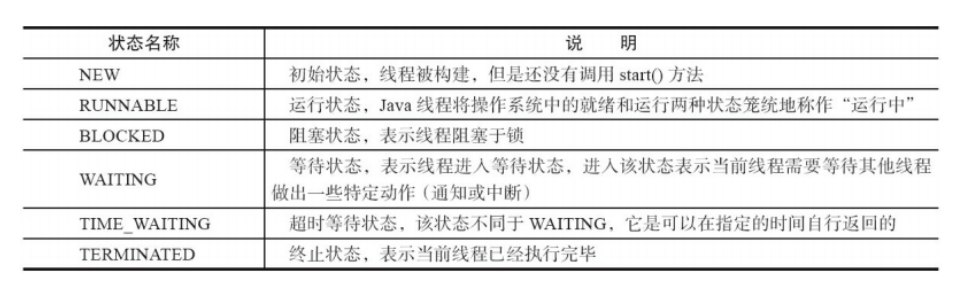 状态名称 说 明
NEW 初始状态，线程被构建，但是还没有调用 start() 方法
RUNNABLE 运行状态，Java 线程将操作系统中的就绪和运行两种状态笼统地称作“运行中”
BLOCKED 阻塞状态，表示线程阻塞于锁
WAITING 等待状态，表示线程进入等待状态，进入该状态表示当前线程需要等待其他线程
做出一些特定动作（通知或中断）
TIME_WAITING 超时等待状态，该状态不同于 WAITING，它是可以在指定的时间自行返回的
TERMINATED 终止状态，表示当前线程已经执行完毕